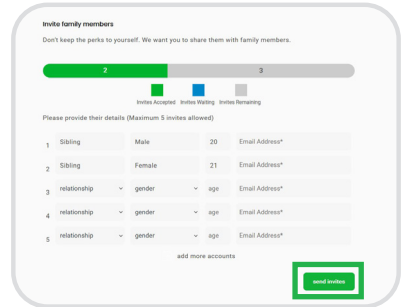 Invite family members
Don't keep the perks to yourself. We want you to share them with family members.
2 3
Invites Accepted Invites Waiting Invites Remaining
Please provide their details (Maximum 5 invites allowed)
1 Sibling Male 20 Email Address*
2 Sibling Female 21 Email Address*
3 relationship gender age Email Address*
4 relationship gender age Email Address*
5 relationship gender age Email Address*
add more accounts
send invites